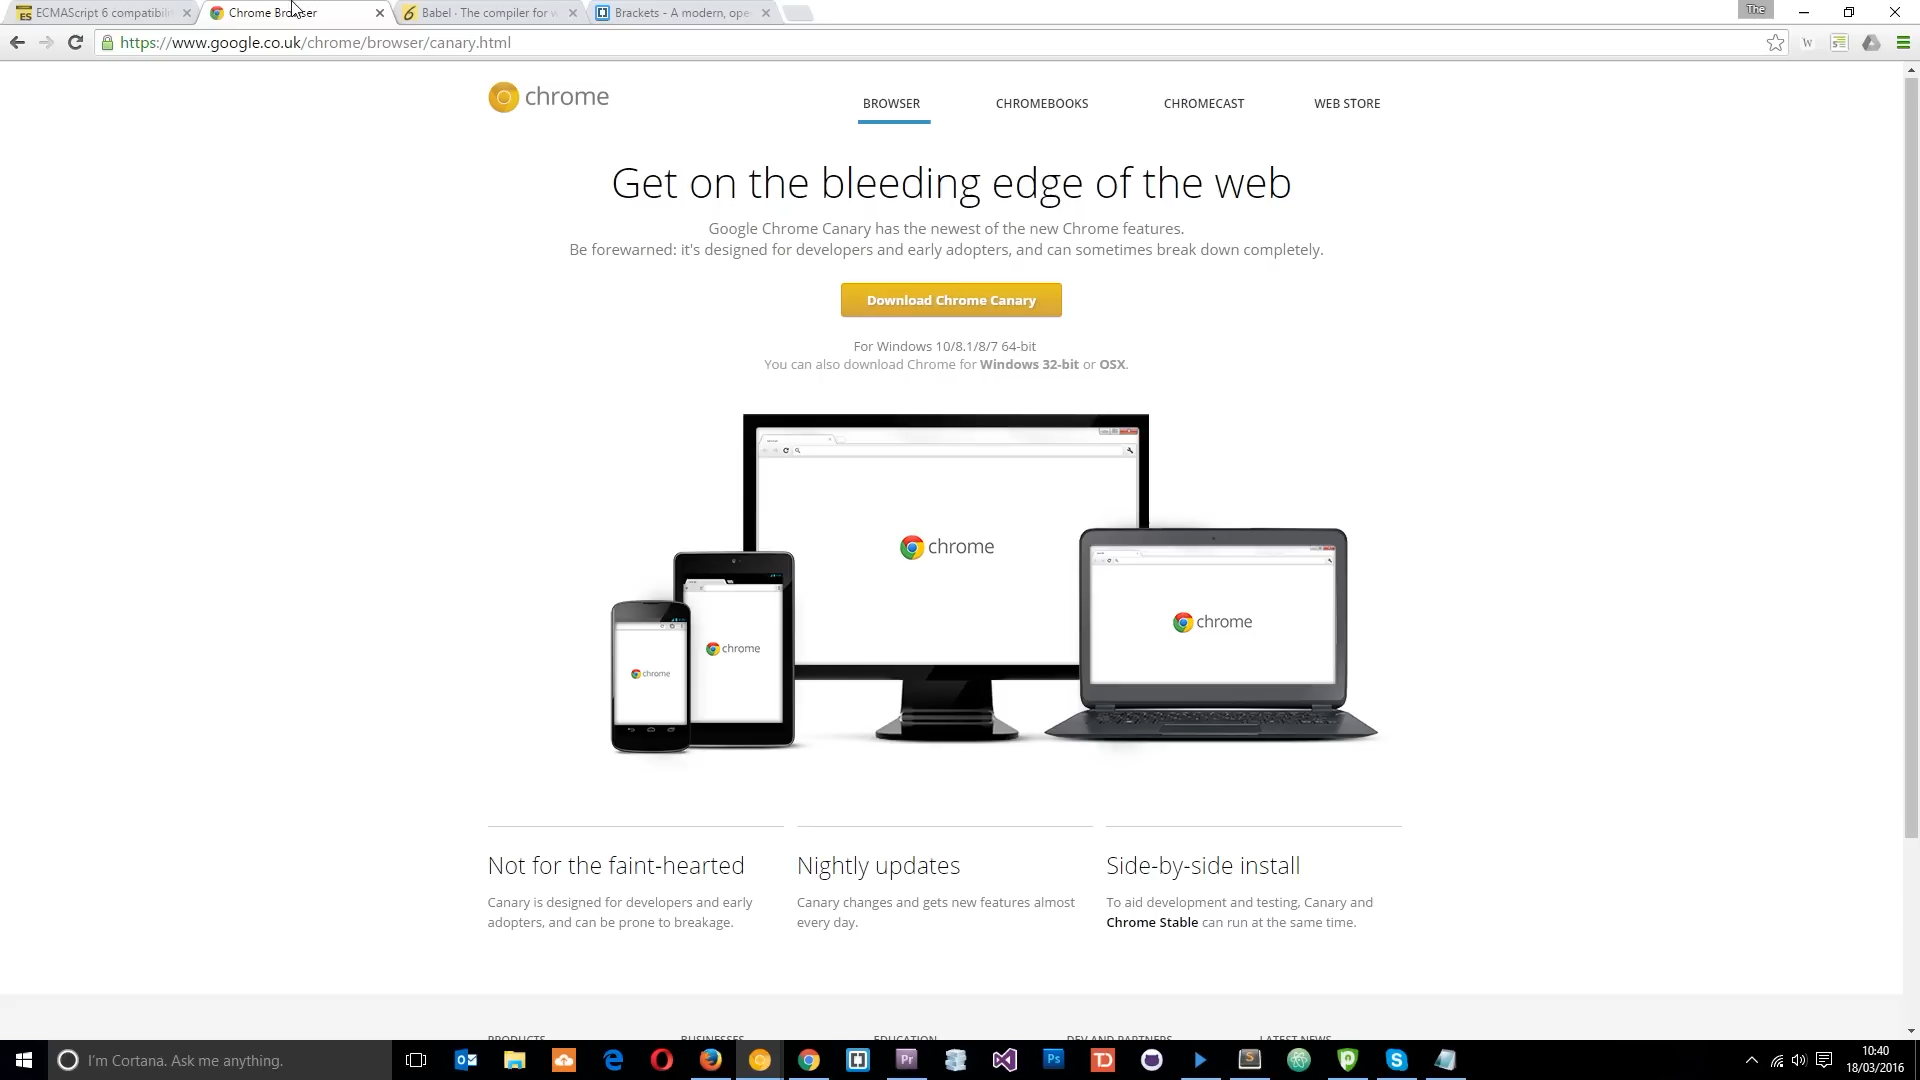 ES
ECMAScript 6 compatibili
Chrome Browser
6
Babel · The compiler for w
Brackets - A modern, ope
The
https://www.google.co.uk/chrome/browser/canary.html
W
chrome
BROWSER
CHROMEBOOKS
CHROMECAST
WEB STORE
Get on the bleeding edge of the web
Google Chrome Canary has the newest of the new Chrome features.
Be forewarned: it's designed for developers and early adopters, and can sometimes break down completely.
Download Chrome Canary
For Windows 10/8.1/8/7 64-bit
You can also download Chrome for Windows 32-bit or OSX.
chrome
chrome
chrome
chrome
Not for the faint-hearted
Canary is designed for developers and early
adopters, and can be prone to breakage.
Nightly updates
Canary changes and gets new features almost
every day.
Side-by-side install
To aid development and testing, Canary and
Chrome Stable can run at the same time.
PRODUCTS
BUSINESSES
EDUCATION
DEV AND PARTNERS
LATEST NEWS
I'm Cortana. Ask me anything.
Pr
Ps
10:40
18/03/2016